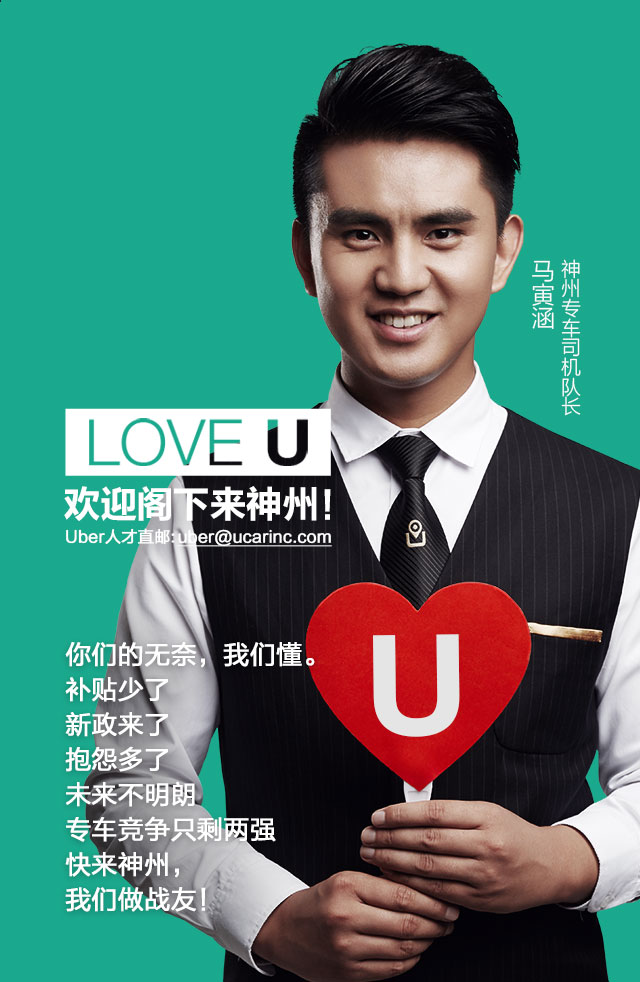 神州专车司机队长
马寅涵
LOVE U
欢迎阁下来神州！
Uber人才直邮:uber@ucarinc.com
U
你们的无奈，我们懂。
补贴少了
新政来了
抱怨多了
未来不明朗
专车竞争只剩两强
快来神州，
我们做战友！